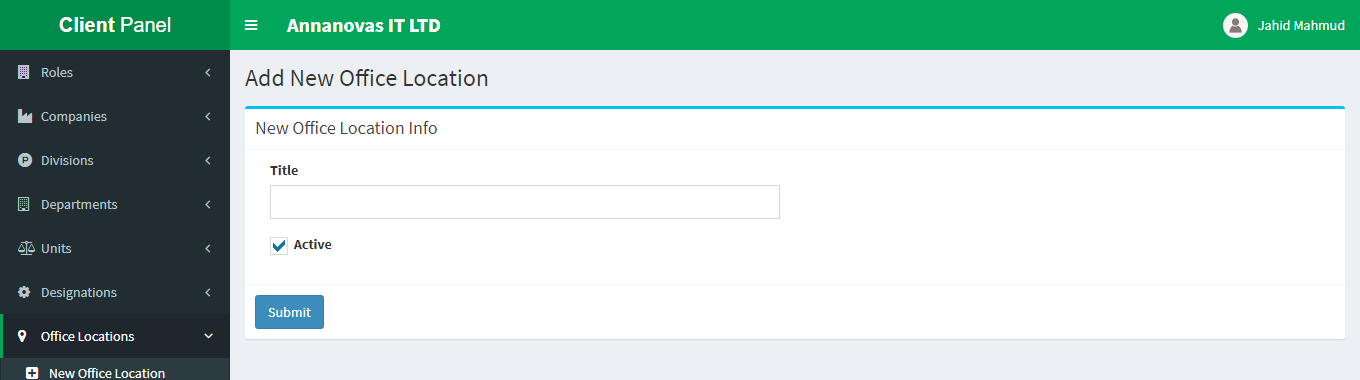 Client Panel
Annanovas IT LTD
Jahid Mahmud
Roles
Companies
P
Divisions
Departments
Units
Designations
Office Locations
New Office Location
Add New Office Location
New Office Location Info
Title
Active
Submit